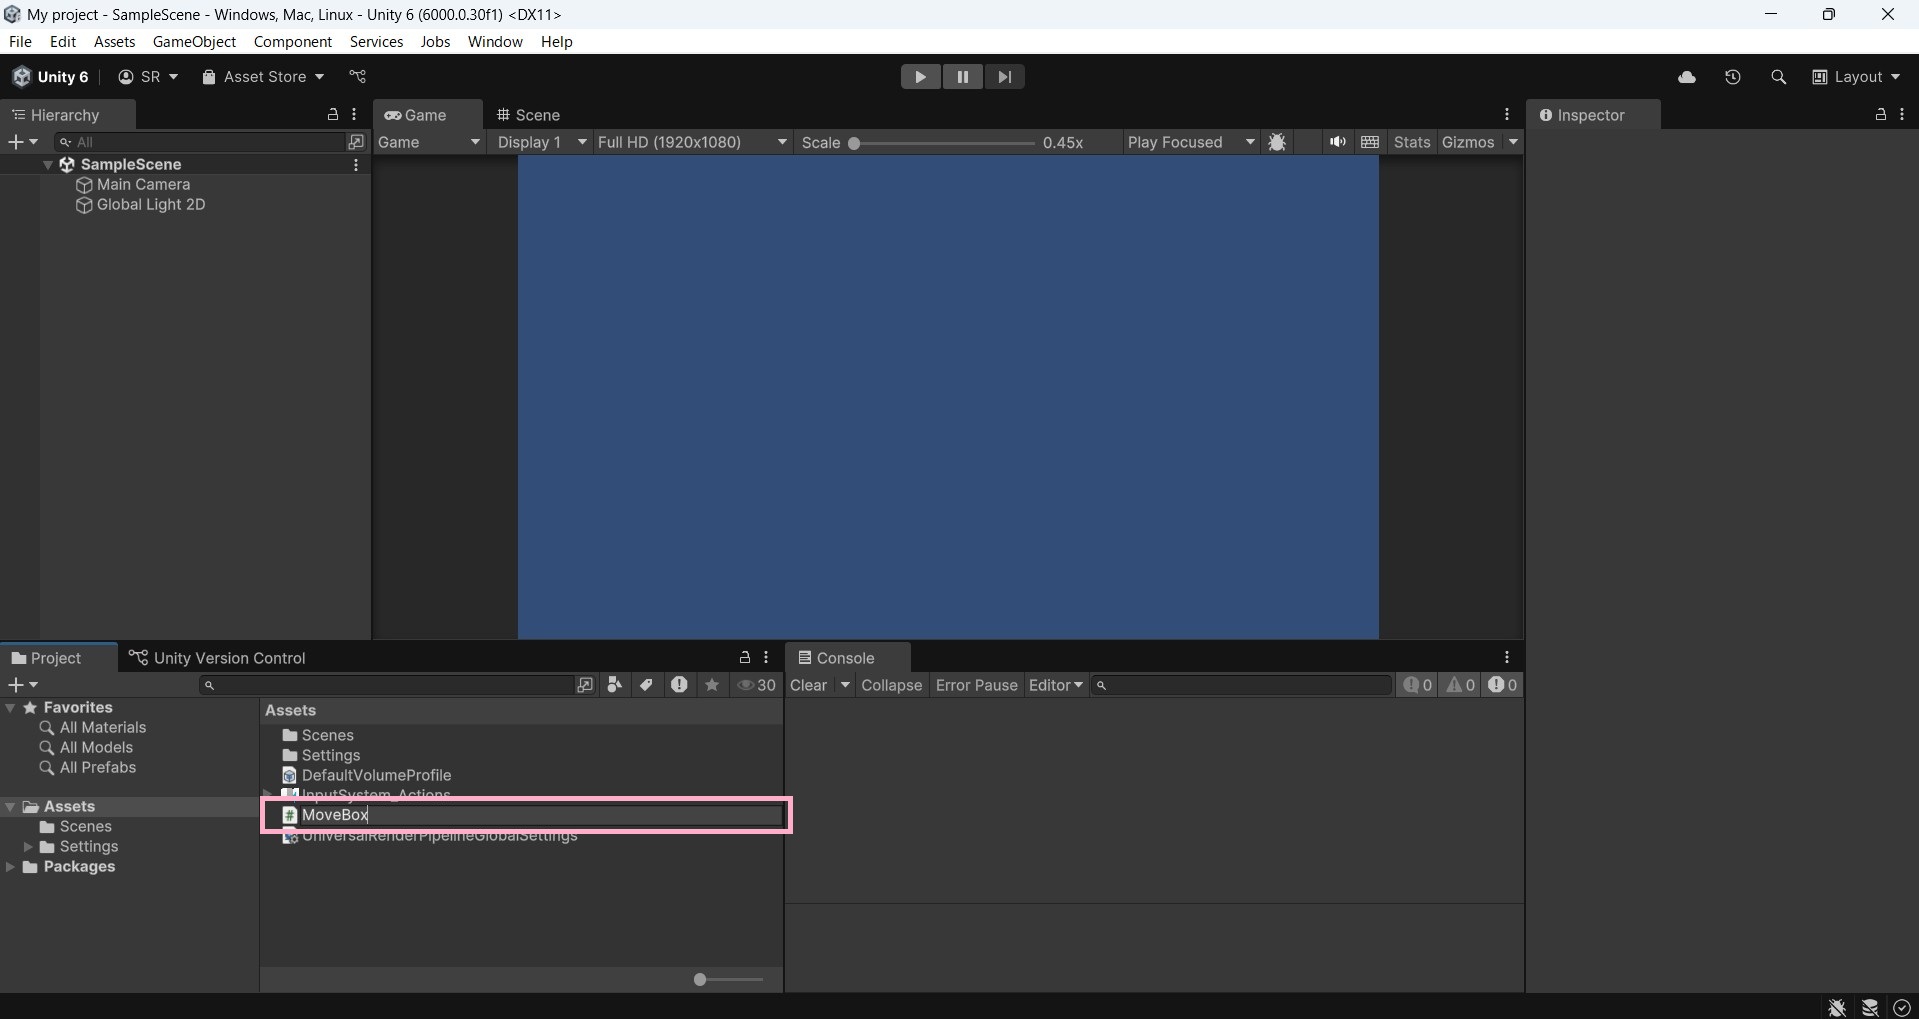 My project - SampleScene - Windows, Mac, Linux - Unity 6 (6000.0.30f1) <DX11>
File Edit Assets GameObject Component Services Jobs Window Help
Unity 6 SR Asset Store Layout
Hierarchy
All
SampleScene
Main Camera
Global Light 2D
Game Scene
Game Display 1 Full HD (1920x1080) Scale 0.45x Play Focused Stats Gizmos
Inspector
Project Unity Version Control
30
Favorites
All Materials
All Models
All Prefabs
Assets
Scenes
Settings
Packages
Assets
Scenes
Settings
DefaultVolumeProfile
InputSystem_Actions
MoveBox
UniversalRenderPipelineGlobalSettings
Console
Clear Collapse Error Pause Editor 0 0 0